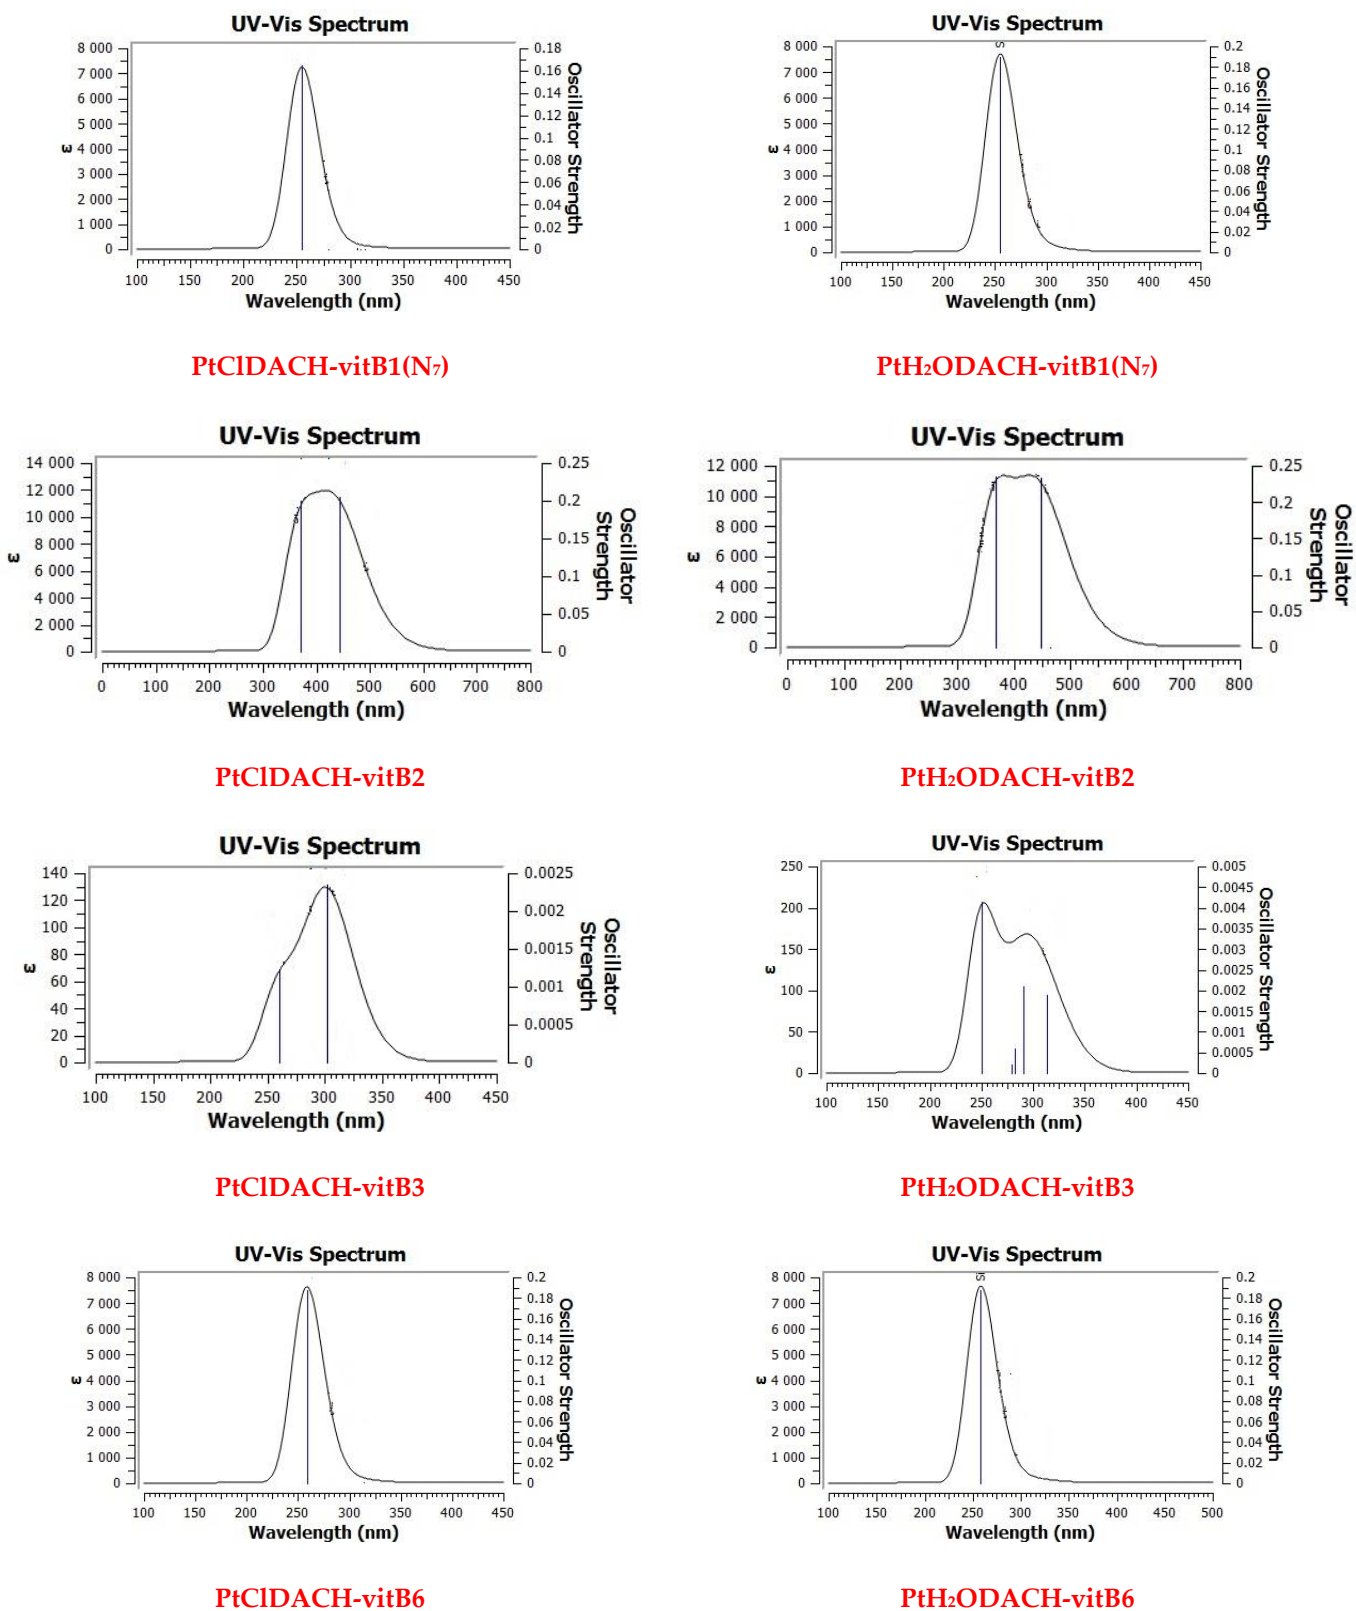 UV-Vis Spectrum
8 000
7 000
6 000
5 000
4 000
3 000
2 000
1 000
0
ε
0.18
0.16
0.14
0.12
0.1
0.08
0.06
0.04
0.02
0
Oscillator Strength
100 150 200 250 300 350 400 450
Wavelength (nm)
PtClDACH-vitB1(N₇)
UV-Vis Spectrum
8 000
7 000
6 000
5 000
4 000
3 000
2 000
1 000
0
ε
0.2
0.18
0.16
0.14
0.12
0.1
0.08
0.06
0.04
0.02
0
Oscillator Strength
100 150 200 250 300 350 400 450
Wavelength (nm)
PtH₂ODACH-vitB1(N₇)
UV-Vis Spectrum
14 000
12 000
10 000
8 000
6 000
4 000
2 000
0
ε
0.25
0.2
0.15
0.1
0.05
0
Oscillator
Strength
0 100 200 300 400 500 600 700 800
Wavelength (nm)
PtClDACH-vitB2
UV-Vis Spectrum
12 000
10 000
8 000
6 000
4 000
2 000
0
ε
0.25
0.2
0.15
0.1
0.05
0
Oscillator
Strength
0 100 200 300 400 500 600 700 800
Wavelength (nm)
PtH₂ODACH-vitB2
UV-Vis Spectrum
140
120
100
80
60
40
20
0
ε
0.0025
0.002
0.0015
0.001
0.0005
0
Oscillator
Strength
100 150 200 250 300 350 400 450
Wavelength (nm)
PtClDACH-vitB3
UV-Vis Spectrum
250
200
150
100
50
0
ε
0.005
0.0045
0.004
0.0035
0.003
0.0025
0.002
0.0015
0.001
0.0005
0
Oscillator Strength
100 150 200 250 300 350 400 450
Wavelength (nm)
PtH₂ODACH-vitB3
UV-Vis Spectrum
8 000
7 000
6 000
5 000
4 000
3 000
2 000
1 000
0
ε
0.2
0.18
0.16
0.14
0.12
0.1
0.08
0.06
0.04
0.02
0
Oscillator Strength
100 150 200 250 300 350 400 450
Wavelength (nm)
PtClDACH-vitB6
UV-Vis Spectrum
8 000
7 000
6 000
5 000
4 000
3 000
2 000
1 000
0
ε
0.2
0.18
0.16
0.14
0.12
0.1
0.08
0.06
0.04
0.02
0
Oscillator Strength
100 150 200 250 300 350 400 450 500
Wavelength (nm)
PtH₂ODACH-vitB6